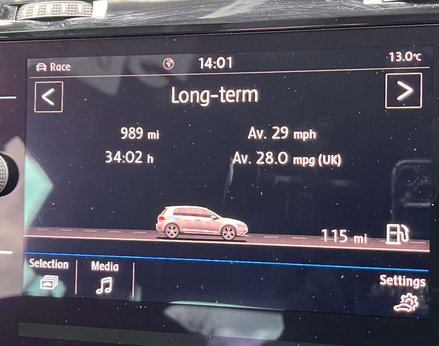 Race 14:01 13.0°C
Long-term
989 mi Av. 29 mph
34:02 h Av. 28.0 mpg (UK)
115 mi
Selection Media Settings